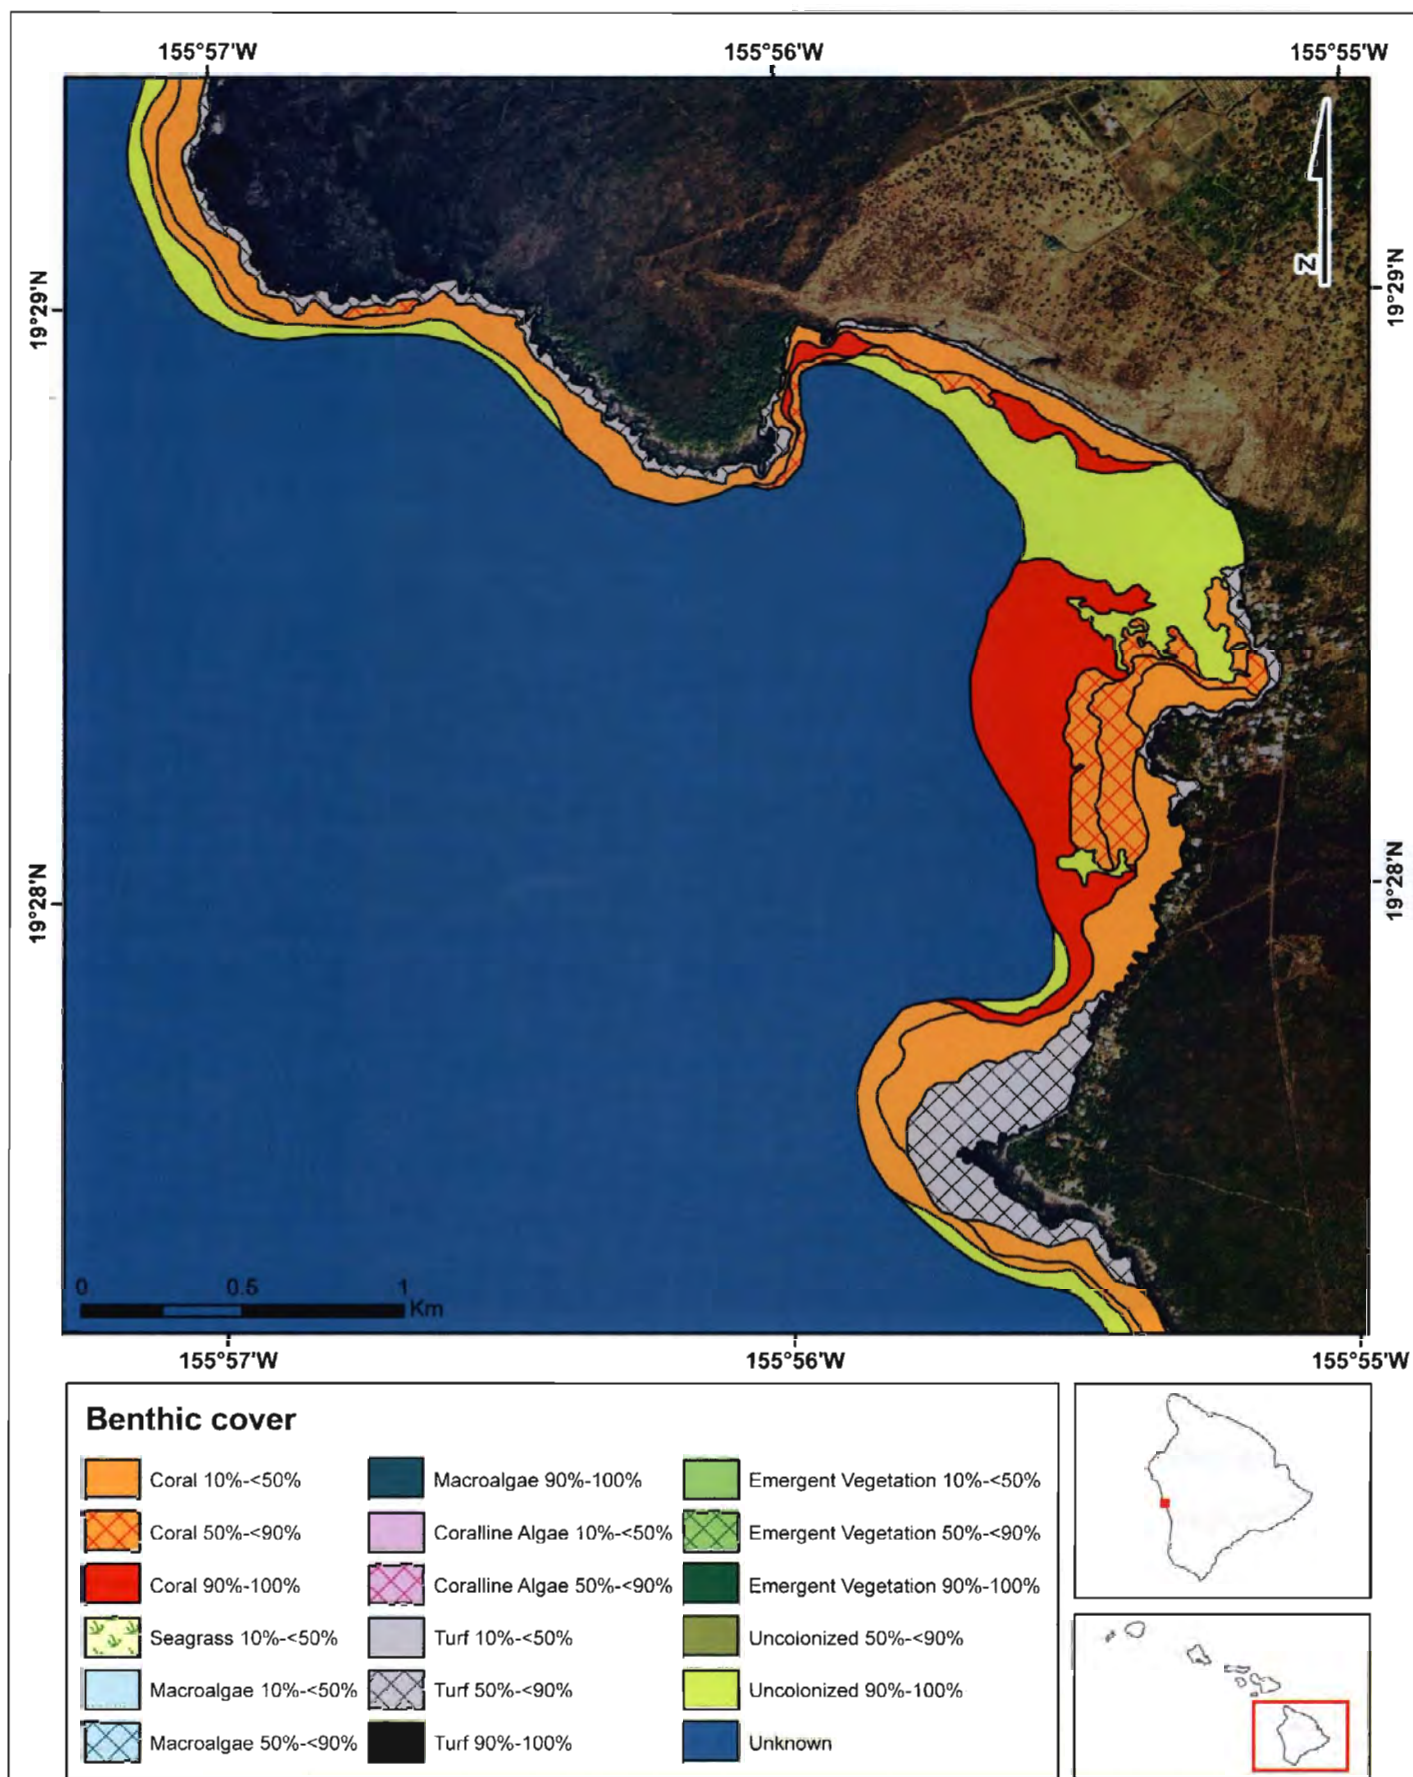 155°57'W 155°56'W 155°55'W
N
19°29'N 19°29'N
19°28'N 19°28'N
0 0.5 1
Km
155°57'W 155°56'W 155°55'W
Benthic cover
Coral 10%-<50%
Coral 50%-<90%
Coral 90%-100%
Seagrass 10%-<50%
Macroalgae 10%-<50%
Macroalgae 50%-<90%
Macroalgae 90%-100%
Coralline Algae 10%-<50%
Coralline Algae 50%-<90%
Turf 10%-<50%
Turf 50%-<90%
Turf 90%-100%
Emergent Vegetation 10%-<50%
Emergent Vegetation 50%-<90%
Emergent Vegetation 90%-100%
Uncolonized 50%-<90%
Uncolonized 90%-100%
Unknown